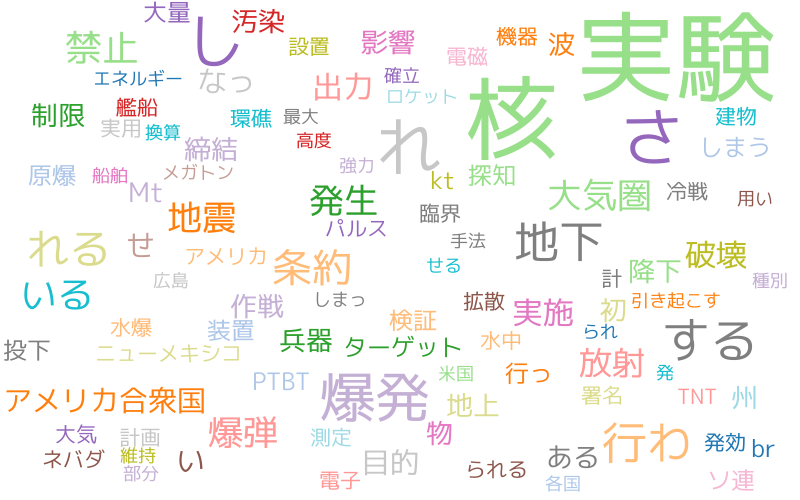 大量
し
汚染
設置
影響
機器
波
実験
禁止
エネルギー
なっ
出力
電磁
確立
ロケット
核
さ
建物
制限
艦船
実用
換算
環礁
最大
高度
れ
しまう
原爆
船舶
メガトン
締結
強力
kt
探知
Mt
発生
大気圏
冷戦
用い
地震
パルス
臨界
地下
れる
せ
アメリカ
条約
手法
せる
破壊
いる
広島
計
降下
種別
作戦
しまっ
拡散
実施
初
引き起こす
水爆
装置
兵器
検証
られ
する
投下
ニューメキシコ
ターゲット
水中
放射
PTBT
米国
行っ
発
アメリカ合衆国
爆発
地上
署名
TNT
州
大気
計画
爆弾
測定
物
行わ
発効
br
ネバダ
維持
部分
い
目的
られる
ある
電子
各国
ソ連